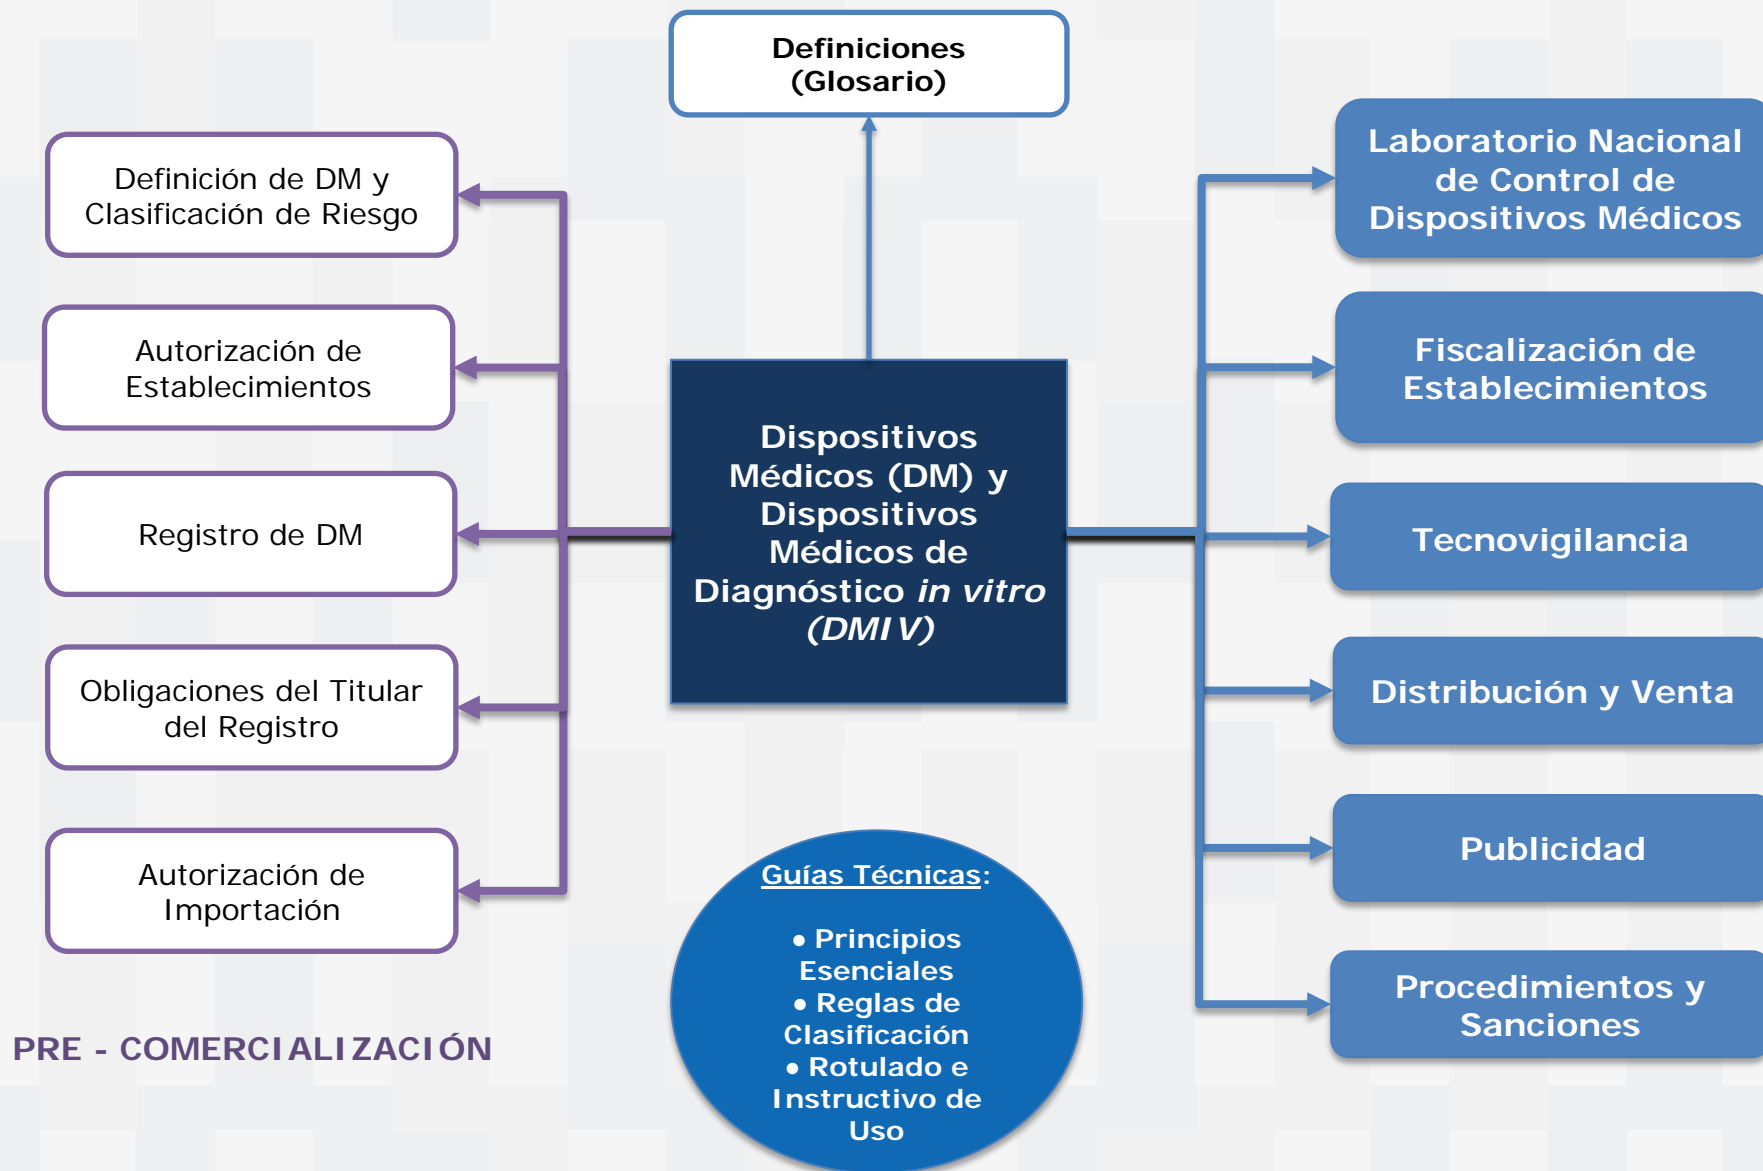 Definiciones
(Glosario)
Definición de DM y
Clasificación de Riesgo
Autorización de
Establecimientos
Registro de DM
Obligaciones del Titular
del Registro
Autorización de
Importación
PRE - COMERCIALIZACIÓN
Dispositivos
Médicos (DM) y
Dispositivos
Médicos de
Diagnóstico in vitro
(DMIV)
Guías Técnicas:
● Principios
Esenciales
● Reglas de
Clasificación
● Rotulado e
Instructivo de
Uso
Laboratorio Nacional
de Control de
Dispositivos Médicos
Fiscalización de
Establecimientos
Tecnovigilancia
Distribución y Venta
Publicidad
Procedimientos y
Sanciones